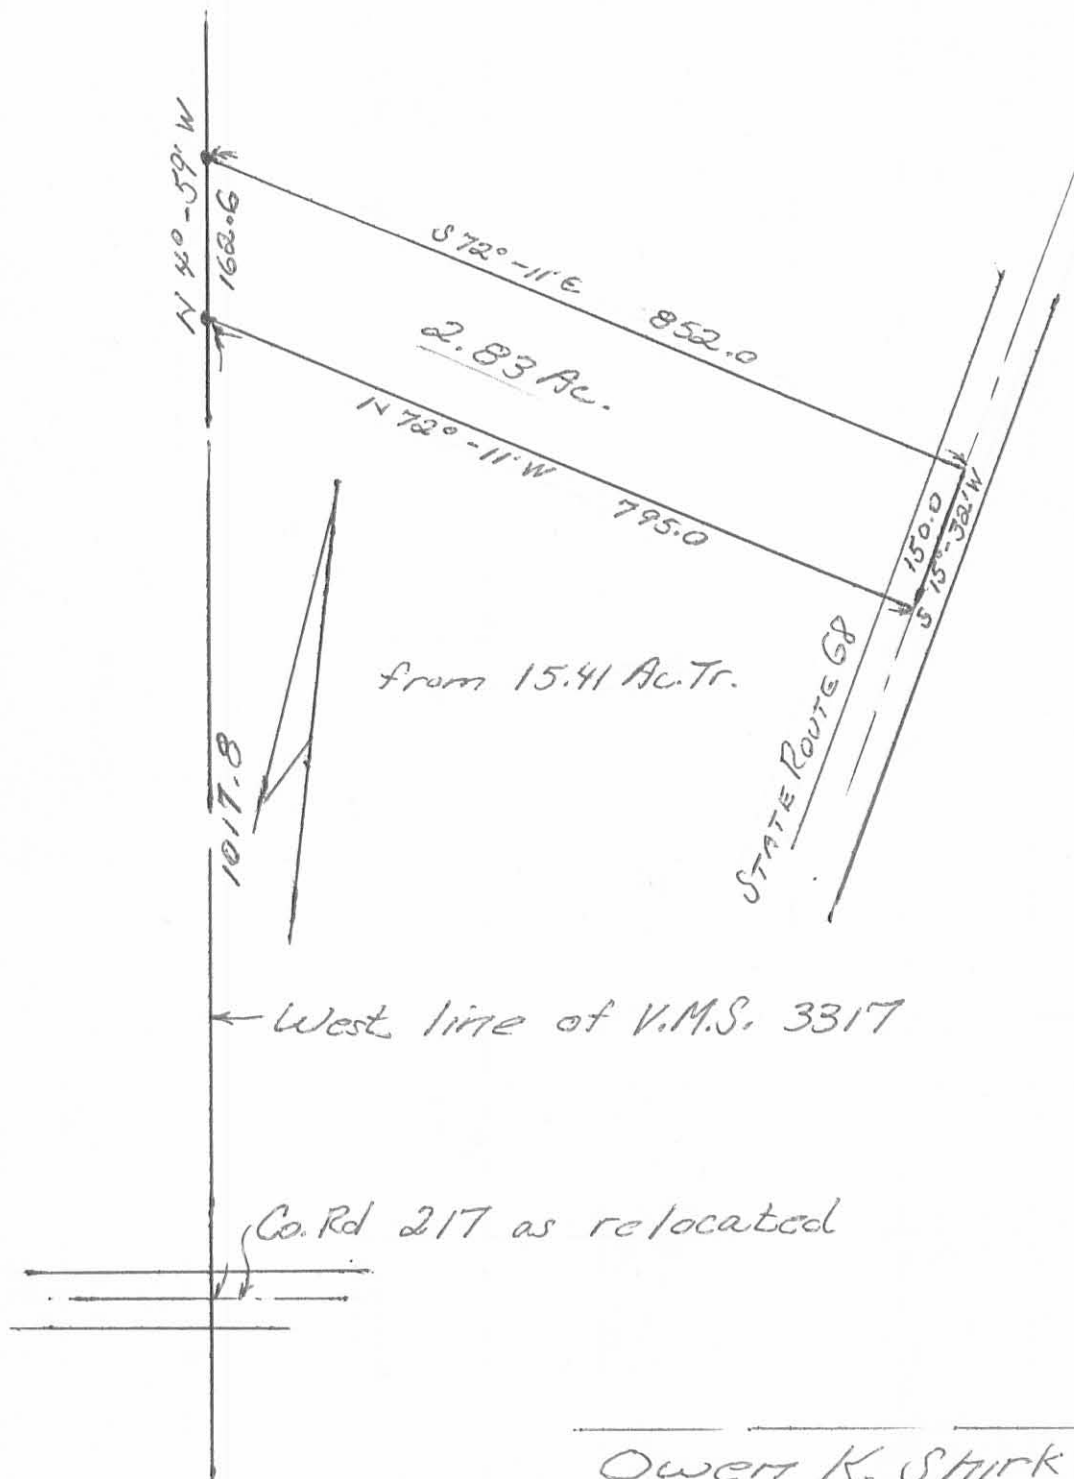 N 4° - 59' W
162.6
S 72° - 11' E 852.0
2.83 Ac.
N 72° - 11' W 795.0
150.0
S 15° - 32' W
STATE ROUTE 68
from 15.41 Ac. Tr.
1017.8
West line of V.M.S. 3317
Co. Rd 217 as relocated
Owen K. Shirk